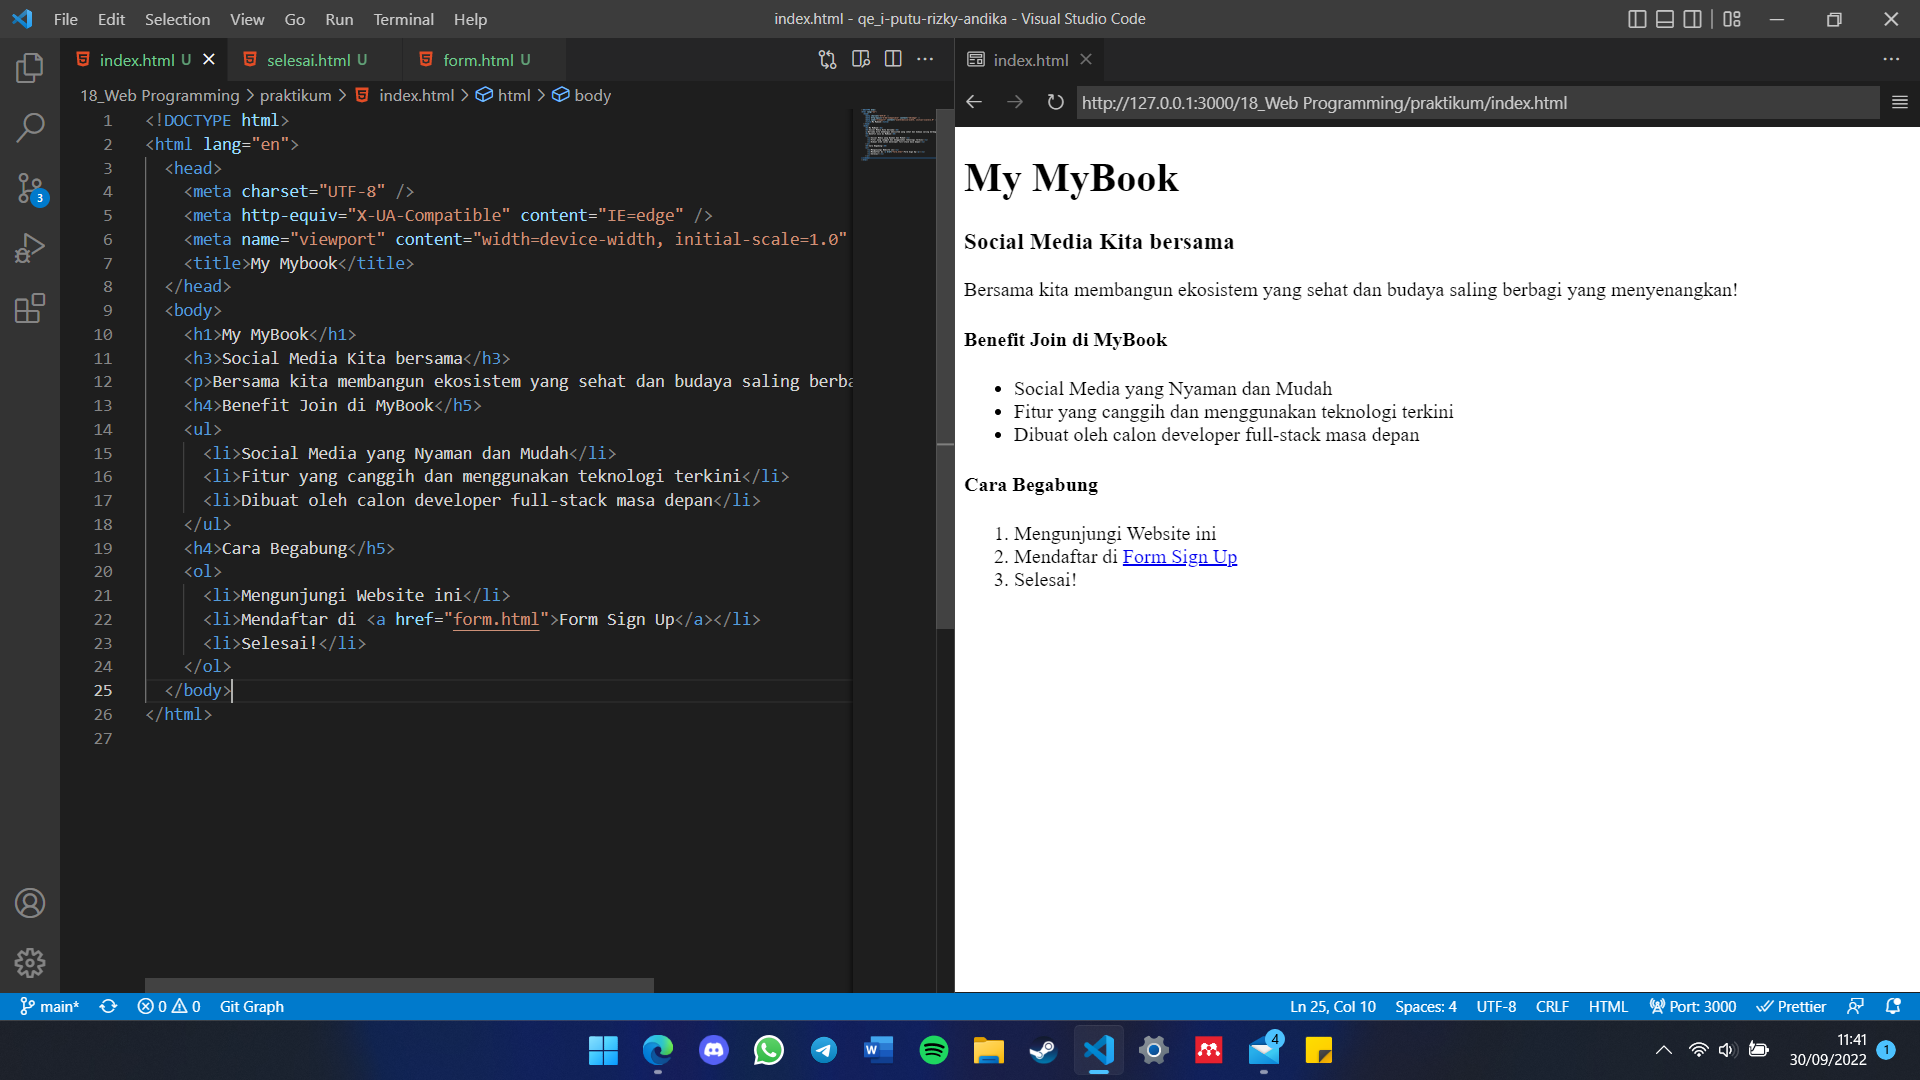 File Edit Selection View Go Run Terminal Help
index.html - qe_i-putu-rizky-andika - Visual Studio Code
index.html U
selesai.html U
form.html U
18_Web Programming > praktikum > index.html > html > body
1 <!DOCTYPE html>
2 <html lang="en">
3 <head>
4 <meta charset="UTF-8" />
5 <meta http-equiv="X-UA-Compatible" content="IE=edge" />
6 <meta name="viewport" content="width=device-width, initial-scale=1.0"
7 <title>My Mybook</title>
8 </head>
9 <body>
10 <h1>My MyBook</h1>
11 <h3>Social Media Kita bersama</h3>
12 <p>Bersama kita membangun ekosistem yang sehat dan budaya saling berba
13 <h4>Benefit Join di MyBook</h5>
14 <ul>
15 <li>Social Media yang Nyaman dan Mudah</li>
16 <li>Fitur yang canggih dan menggunakan teknologi terkini</li>
17 <li>Dibuat oleh calon developer full-stack masa depan</li>
18 </ul>
19 <h4>Cara Begabung</h5>
20 <ol>
21 <li>Mengunjungi Website ini</li>
22 <li>Mendaftar di <a href="form.html">Form Sign Up</a></li>
23 <li>Selesai!</li>
24 </ol>
25 </body>
26 </html>
27
3
index.html
http://127.0.0.1:3000/18_Web Programming/praktikum/index.html
My MyBook
Social Media Kita bersama
Bersama kita membangun ekosistem yang sehat dan budaya saling berbagi yang menyenangkan!
Benefit Join di MyBook
• Social Media yang Nyaman dan Mudah
• Fitur yang canggih dan menggunakan teknologi terkini
• Dibuat oleh calon developer full-stack masa depan
Cara Begabung
1. Mengunjungi Website ini
2. Mendaftar di Form Sign Up
3. Selesai!
main* 0 0 Git Graph
Ln 25, Col 10 Spaces: 4 UTF-8 CRLF HTML Port: 3000 Prettier
4
11:41
30/09/2022
1